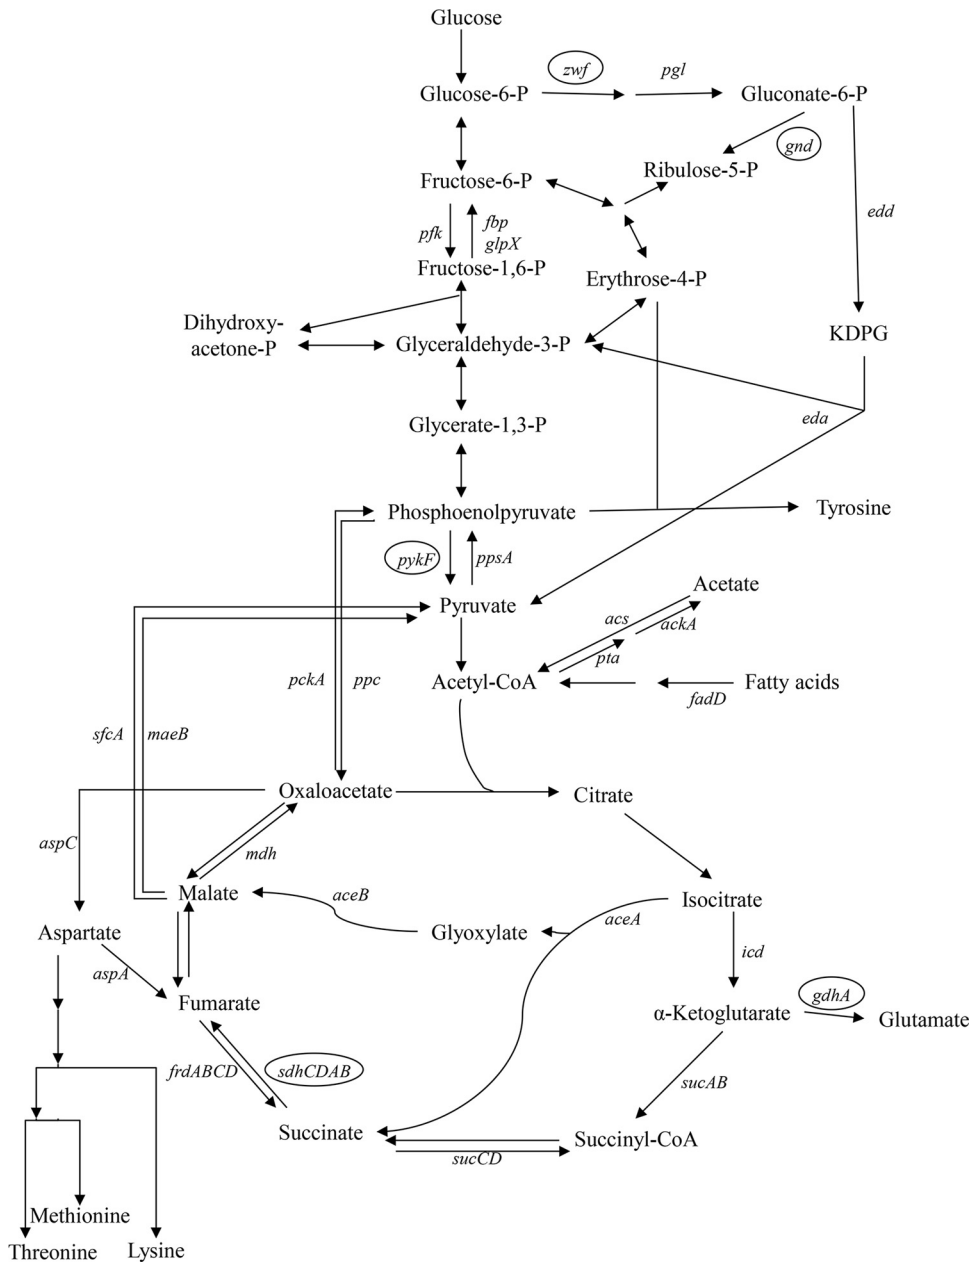 Glucose
zwf
pgl
Glucose-6-P
Gluconate-6-P
gnd
Ribulose-5-P
Fructose-6-P
edd
pfk
fbp
glpX
Fructose-1,6-P
Erythrose-4-P
Dihydroxy-
acetone-P
Glyceraldehyde-3-P
KDPG
eda
Glycerate-1,3-P
Phosphoenolpyruvate
Tyrosine
pykF
ppsA
Acetate
Pyruvate
acs
ackA
pta
pckA
ppc
Acetyl-CoA
Fatty acids
fadD
sfcA
maeB
Oxaloacetate
Citrate
aspC
mdh
Malate
aceB
Isocitrate
aceA
Aspartate
Glyoxylate
icd
aspA
Fumarate
gdhA
α-Ketoglutarate
Glutamate
frdABCD
sdhCDAB
sucAB
Succinate
Succinyl-CoA
sucCD
Methionine
Threonine
Lysine